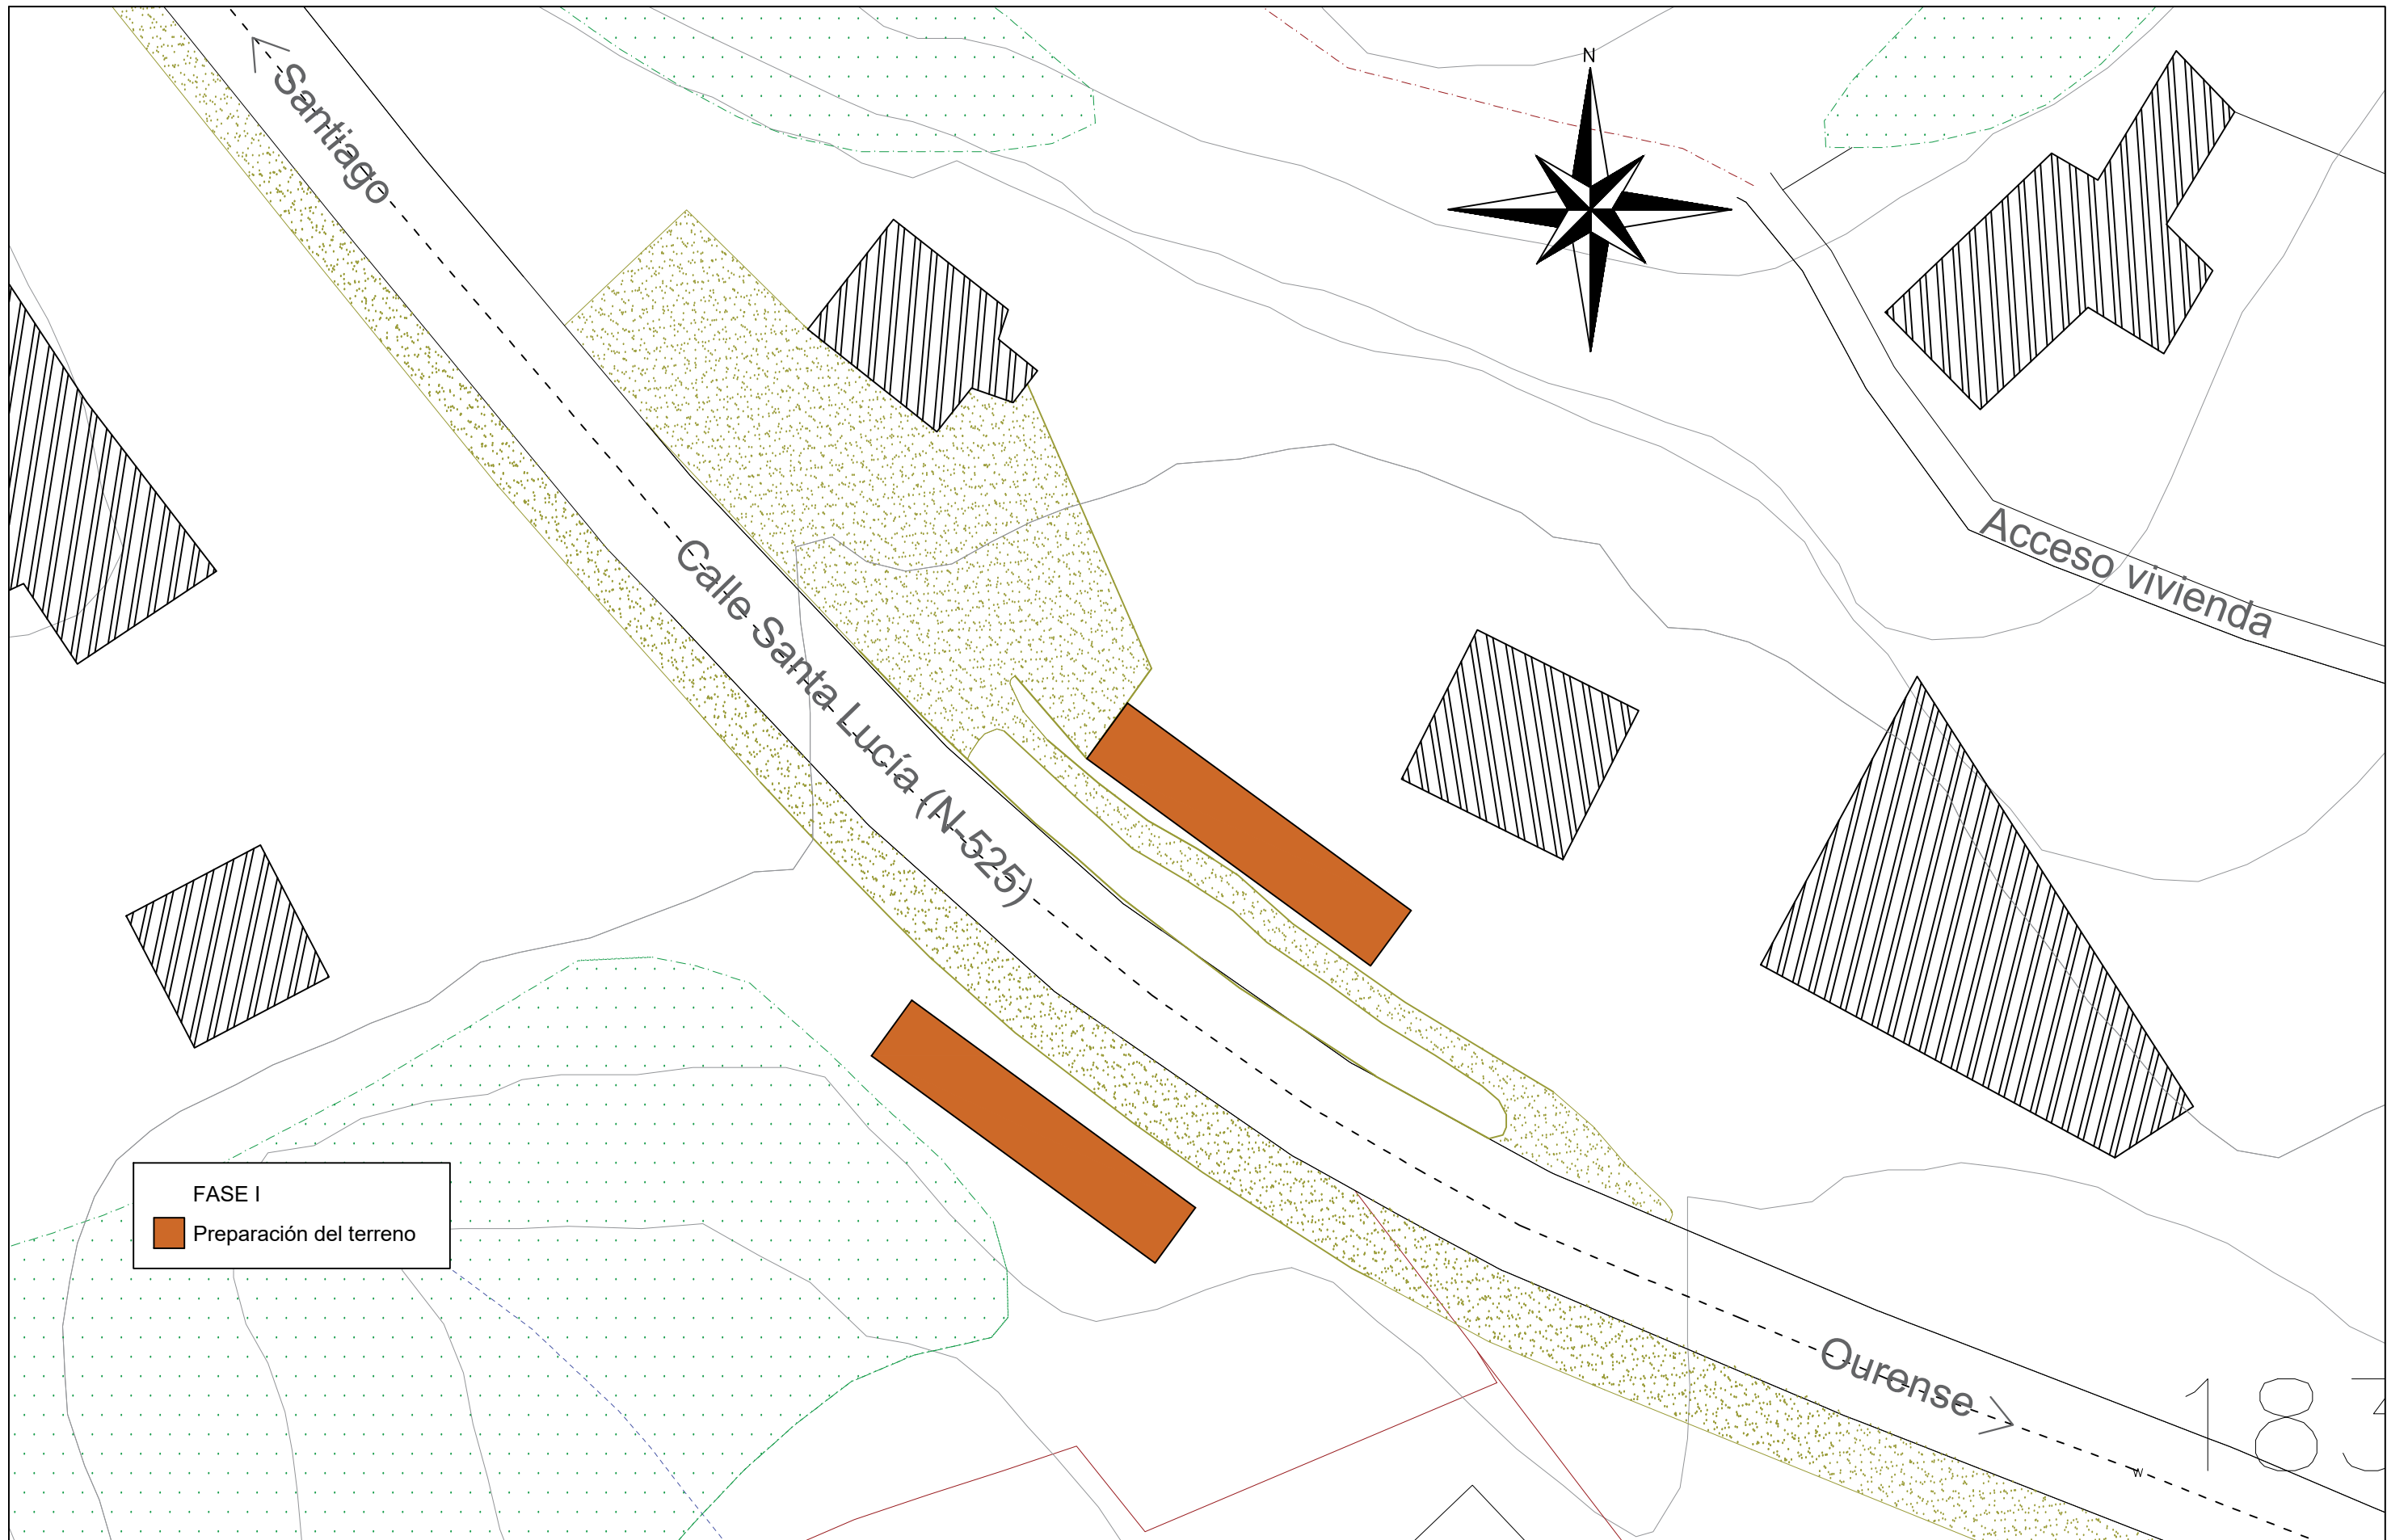 N
Santiago
Calle Santa Lucía (N-525)
Acceso vivienda
FASE I
Preparación del terreno
Ourense
W
183